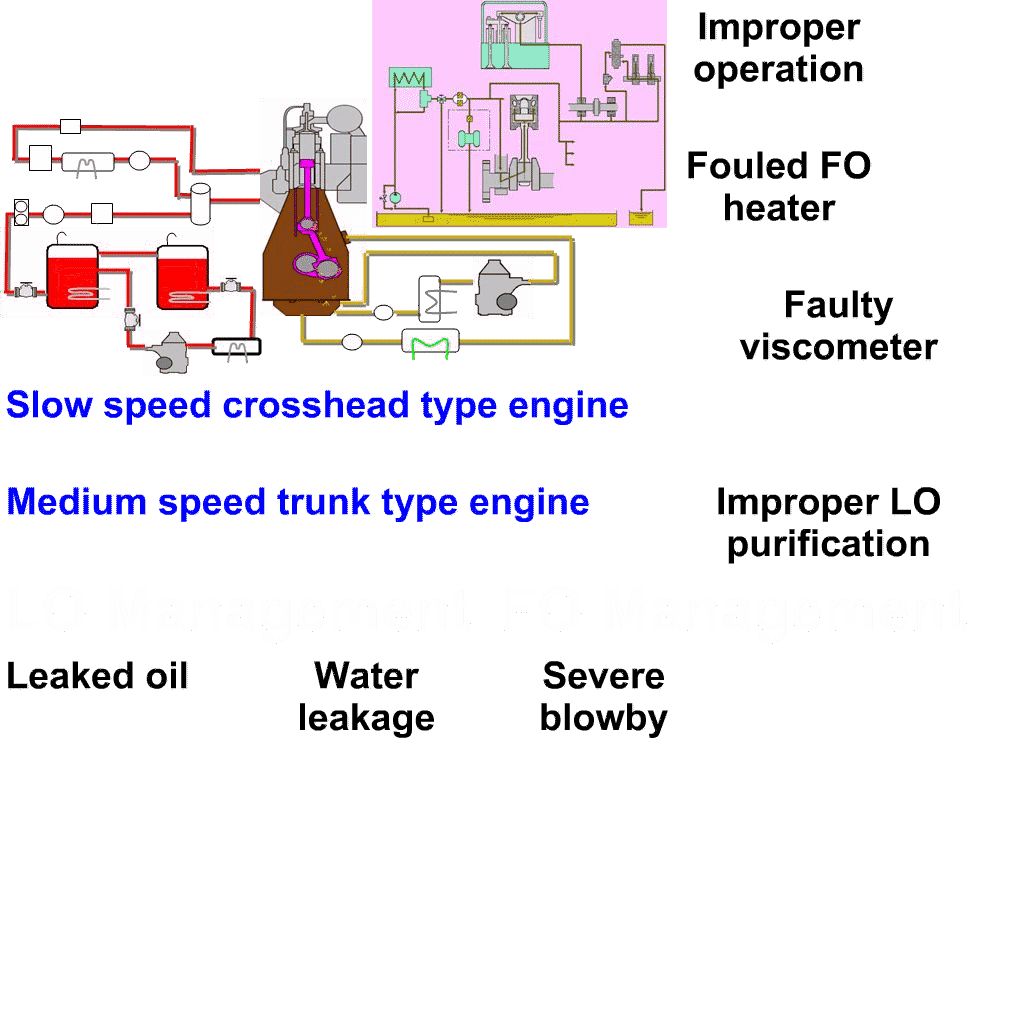 Improper
operation
Fouled FO
heater
Faulty
viscometer
Slow speed crosshead type engine
Medium speed trunk type engine
Improper LO
purification
LO Management FO Management
Leaked oil
Water
leakage
Severe
blowby